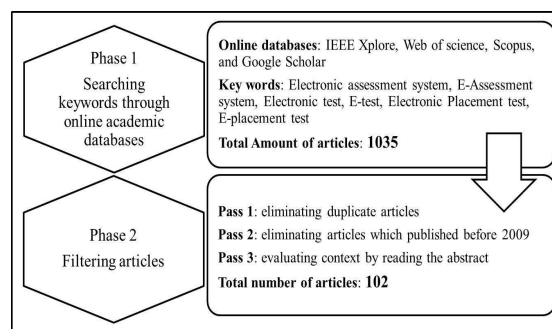 Phase 1
Searching
keywords through
online academic
databases
Online databases: IEEE Xplore, Web of science, Scopus,
and Google Scholar
Key words: Electronic assessment system, E-Assessment
system, Electronic test, E-test, Electronic Placement test,
E-placement test
Total Amount of articles: 1035
Phase 2
Filtering articles
Pass 1: eliminating duplicate articles
Pass 2: eliminating articles which published before 2009
Pass 3: evaluating context by reading the abstract
Total number of articles: 102